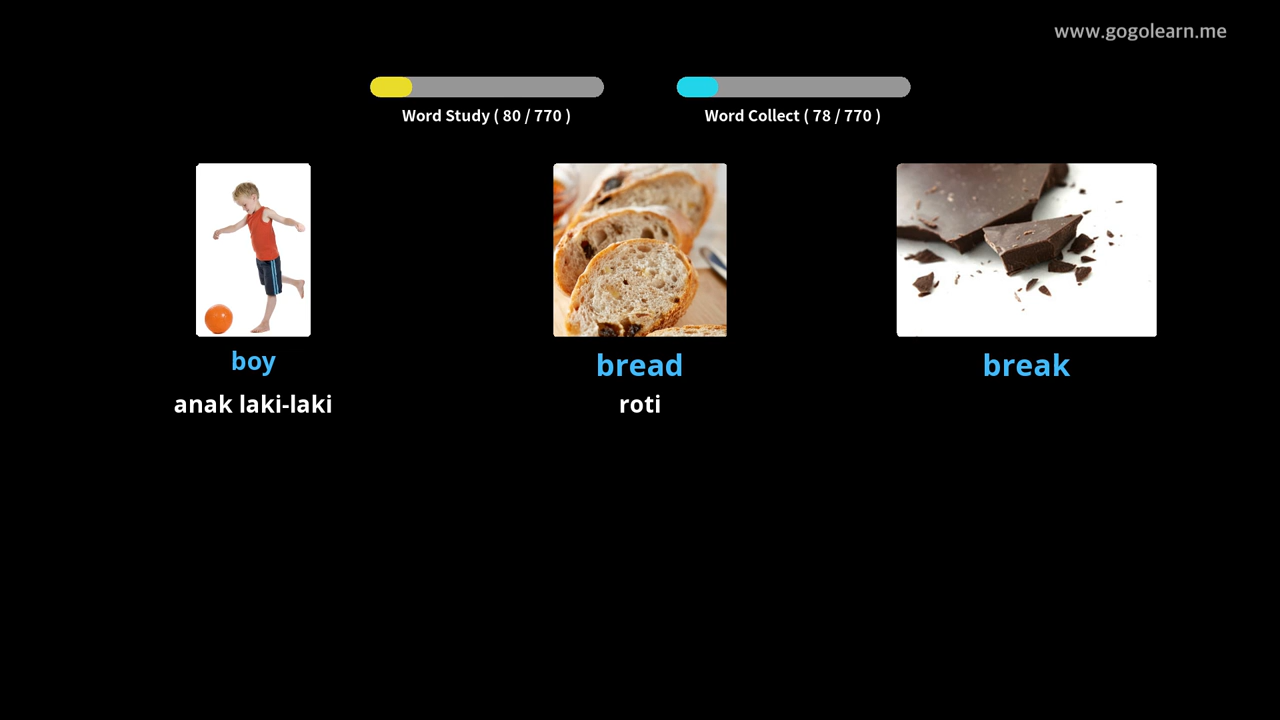 www.gogolearn.me
Word Study ( 80 / 770 )
Word Collect ( 78 / 770 )
boy
bread
break
anak laki-laki
roti